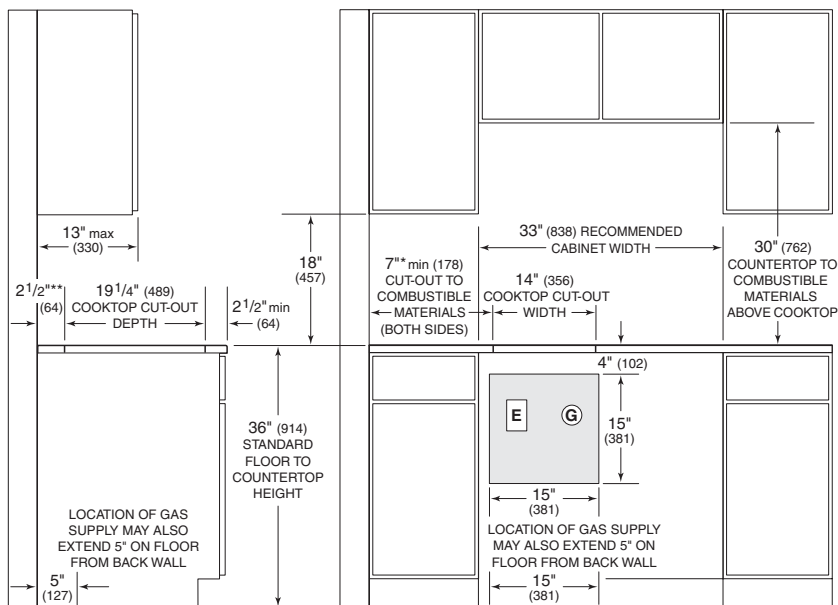 13" max
(330)
18"
(457)
33" (838) RECOMMENDED
CABINET WIDTH
30" (762)
COUNTERTOP TO
COMBUSTIBLE
MATERIALS
ABOVE COOKTOP
2 1/2"**
(64)
19 1/4" (489)
COOKTOP CUT-OUT
DEPTH
2 1/2" min
(64)
7"* min (178)
CUT-OUT TO
COMBUSTIBLE
MATERIALS
(BOTH SIDES)
14" (356)
COOKTOP CUT-OUT
WIDTH
4" (102)
36" (914)
STANDARD
FLOOR TO
COUNTERTOP
HEIGHT
E
G
15"
(381)
15"
(381)
LOCATION OF GAS
SUPPLY MAY ALSO
EXTEND 5" ON FLOOR
FROM BACK WALL
5"
(127)
LOCATION OF GAS SUPPLY
MAY ALSO EXTEND 5" ON
FLOOR FROM BACK WALL
15"
(381)